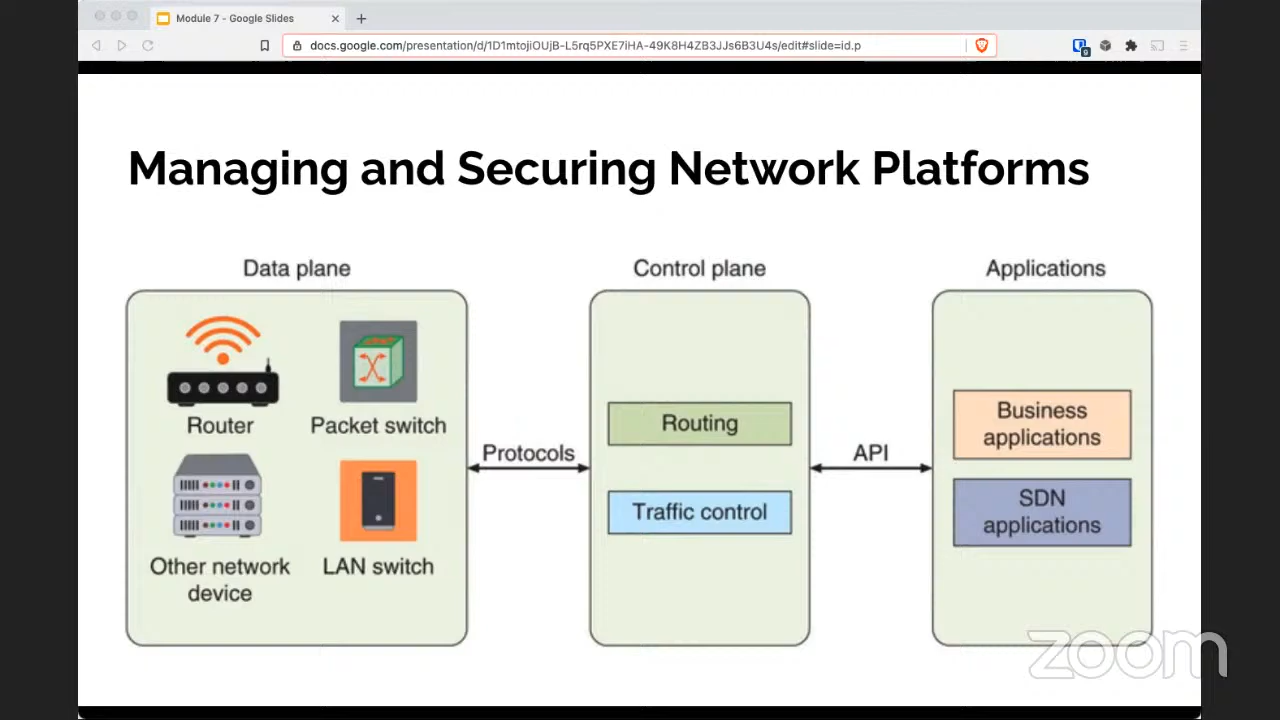 Module 7 - Google Slides
docs.google.com/presentation/d/1D1mtojiOUjB-L5rq5PXE7iHA-49K8H4ZB3JJs6B3U4s/edit#slide=id.p
9
Managing and Securing Network Platforms
Data plane
Control plane
Applications
Router
Packet switch
Other network
device
LAN switch
Protocols
Routing
Traffic control
API
Business
applications
SDN
applications
zoom